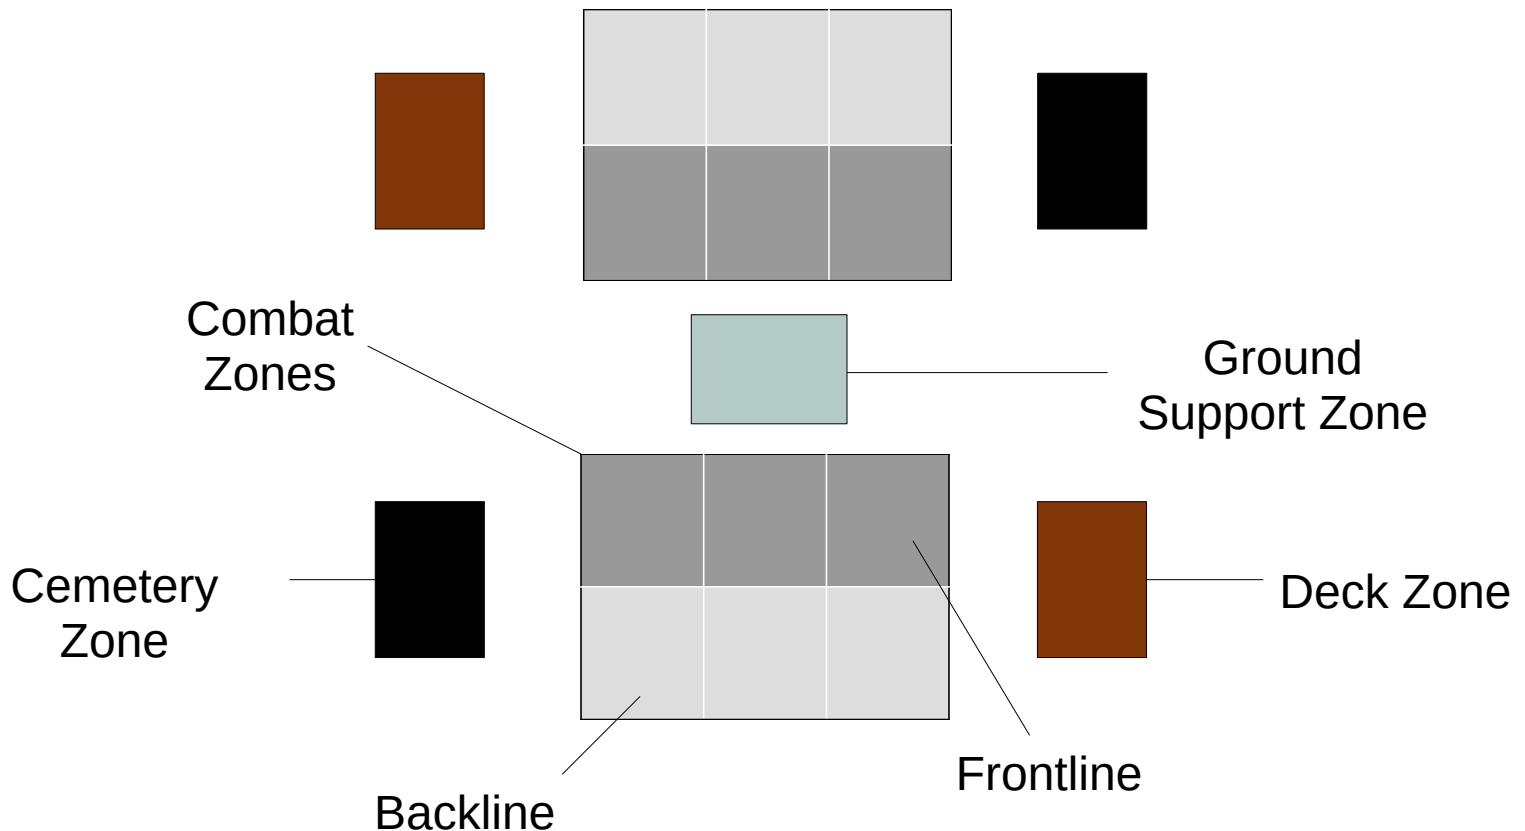 Combat
Zones
Ground
Support Zone
Cemetery
Zone
Deck Zone
Frontline
Backline